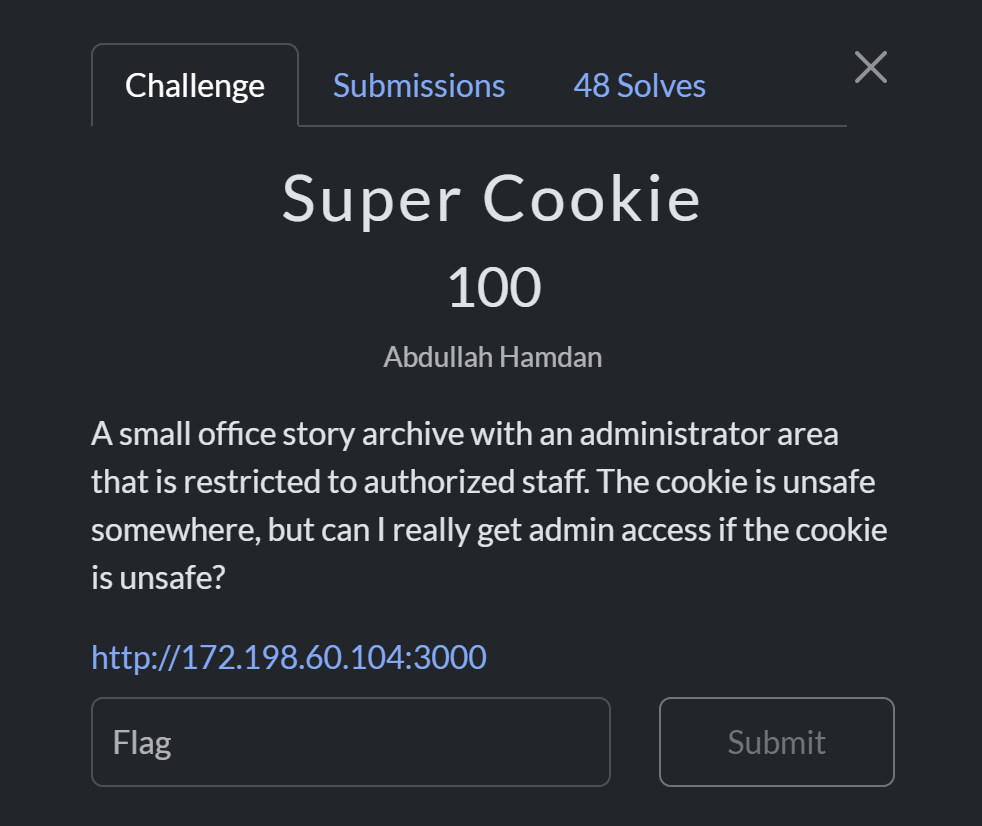 Challenge
Submissions
48 Solves
Super Cookie
100
Abdullah Hamdan
A small office story archive with an administrator area
that is restricted to authorized staff. The cookie is unsafe
somewhere, but can I really get admin access if the cookie
is unsafe?
http://172.198.60.104:3000
Flag
Submit